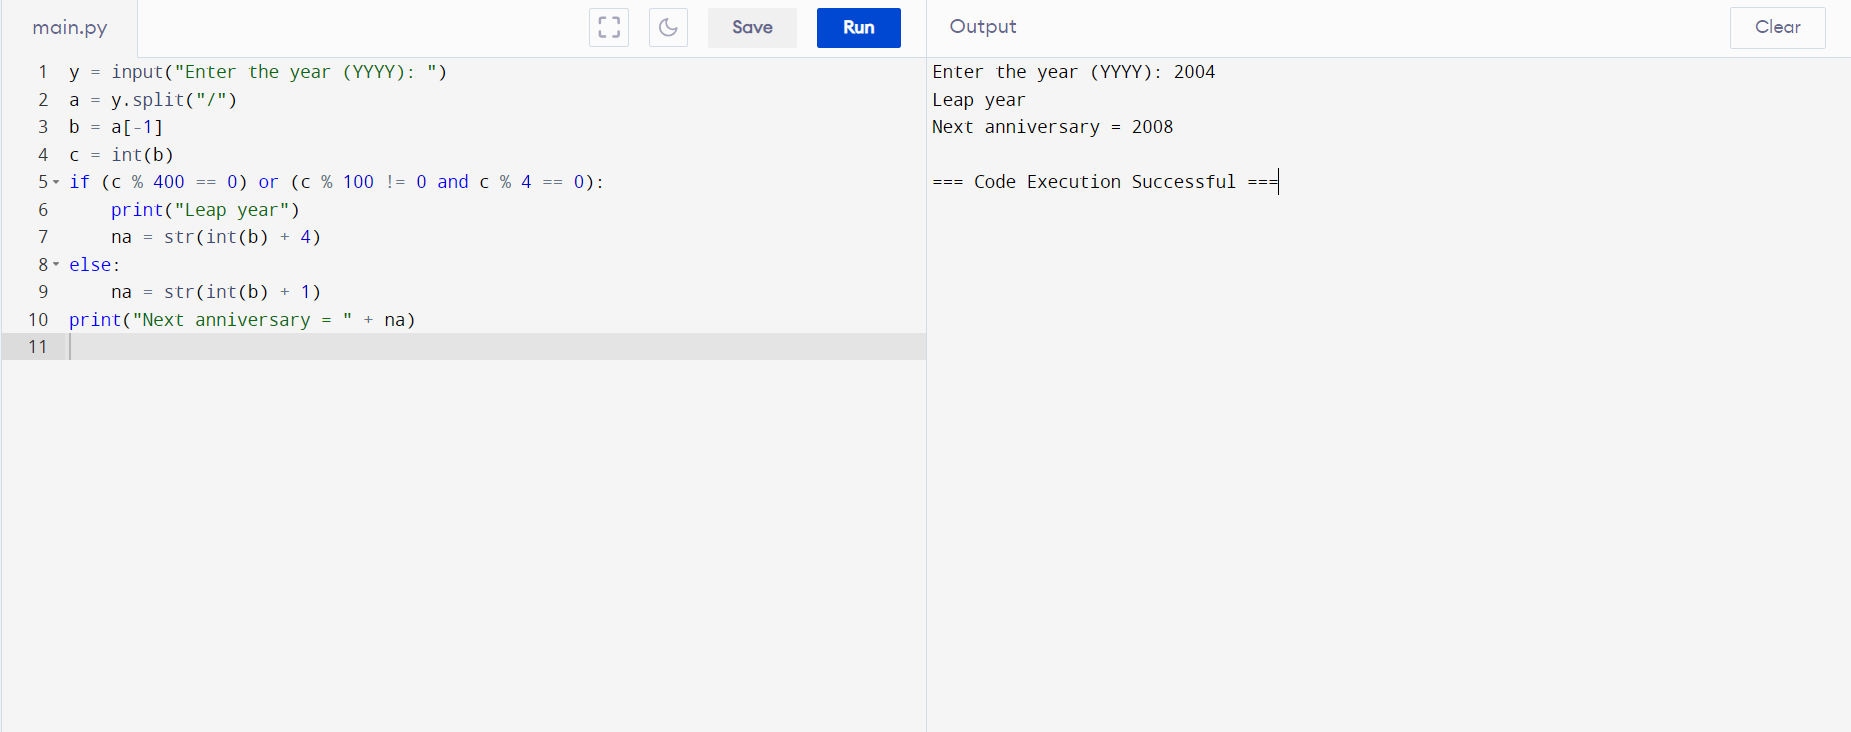 main.py
Save
Run
Output
Clear
1 y = input("Enter the year (YYYY): ")
2 a = y.split("/")
3 b = a[-1]
4 c = int(b)
5 if (c % 400 == 0) or (c % 100 != 0 and c % 4 == 0):
6     print("Leap year")
7     na = str(int(b) + 4)
8 else:
9     na = str(int(b) + 1)
10 print("Next anniversary = " + na)
11
Enter the year (YYYY): 2004
Leap year
Next anniversary = 2008
=== Code Execution Successful ===